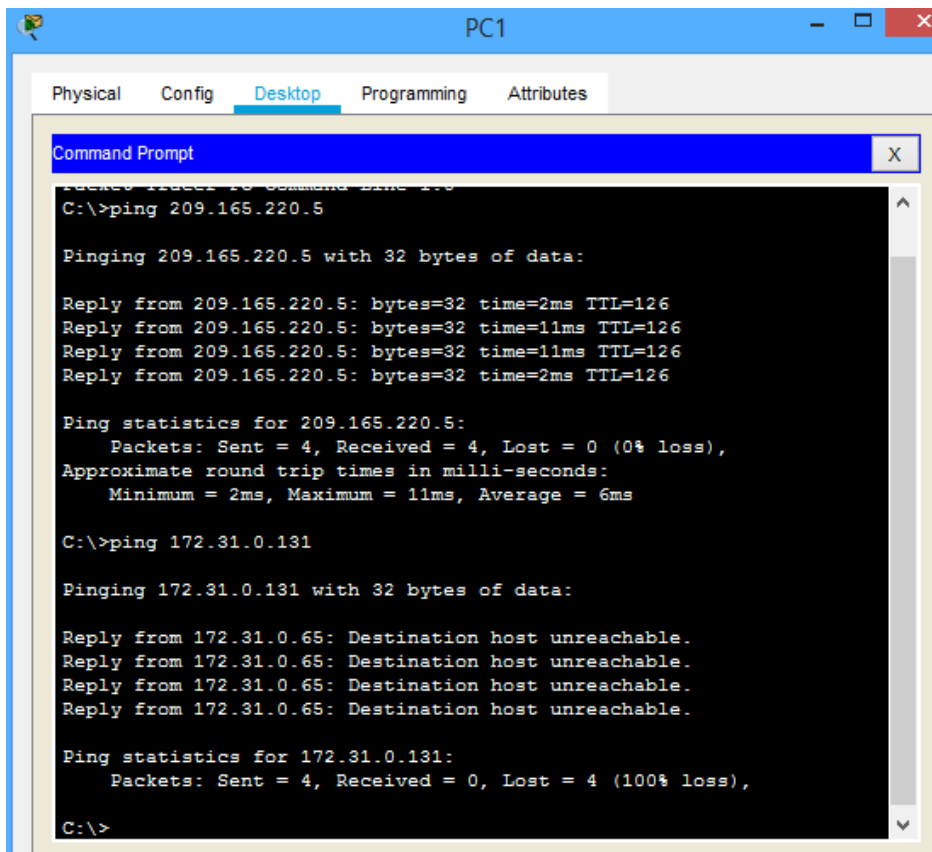 PC1
Physical Config Desktop Programming Attributes
Command Prompt
X
Packet Tracer PC Command Line 1.0
C:\>ping 209.165.220.5
Pinging 209.165.220.5 with 32 bytes of data:
Reply from 209.165.220.5: bytes=32 time=2ms TTL=126
Reply from 209.165.220.5: bytes=32 time=11ms TTL=126
Reply from 209.165.220.5: bytes=32 time=11ms TTL=126
Reply from 209.165.220.5: bytes=32 time=2ms TTL=126
Ping statistics for 209.165.220.5:
Packets: Sent = 4, Received = 4, Lost = 0 (0% loss),
Approximate round trip times in milli-seconds:
Minimum = 2ms, Maximum = 11ms, Average = 6ms
C:\>ping 172.31.0.131
Pinging 172.31.0.131 with 32 bytes of data:
Reply from 172.31.0.65: Destination host unreachable.
Reply from 172.31.0.65: Destination host unreachable.
Reply from 172.31.0.65: Destination host unreachable.
Reply from 172.31.0.65: Destination host unreachable.
Ping statistics for 172.31.0.131:
Packets: Sent = 4, Received = 0, Lost = 4 (100% loss),
C:\>